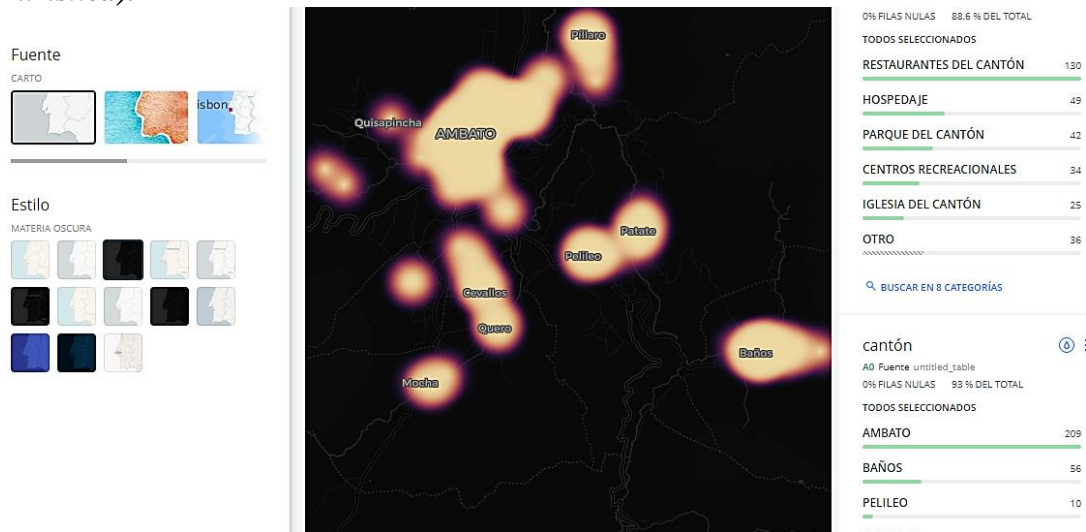 Fuente
CARTO
isbon
Estilo
MATERIA OSCURA
Píllaro
Quisapincha
AMBATO
Patate
Pelileo
Cevallos
Quero
Baños
Mocha
0% FILAS NULAS 88.6 % DEL TOTAL
TODOS SELECCIONADOS
RESTAURANTES DEL CANTÓN 130
HOSPEDAJE 49
PARQUE DEL CANTÓN 42
CENTROS RECREACIONALES 34
IGLESIA DEL CANTÓN 25
OTRO 36
BUSCAR EN 8 CATEGORÍAS
cantón
A0 Fuente untitled_table
0% FILAS NULAS 93 % DEL TOTAL
TODOS SELECCIONADOS
AMBATO 209
BAÑOS 56
PELILEO 10